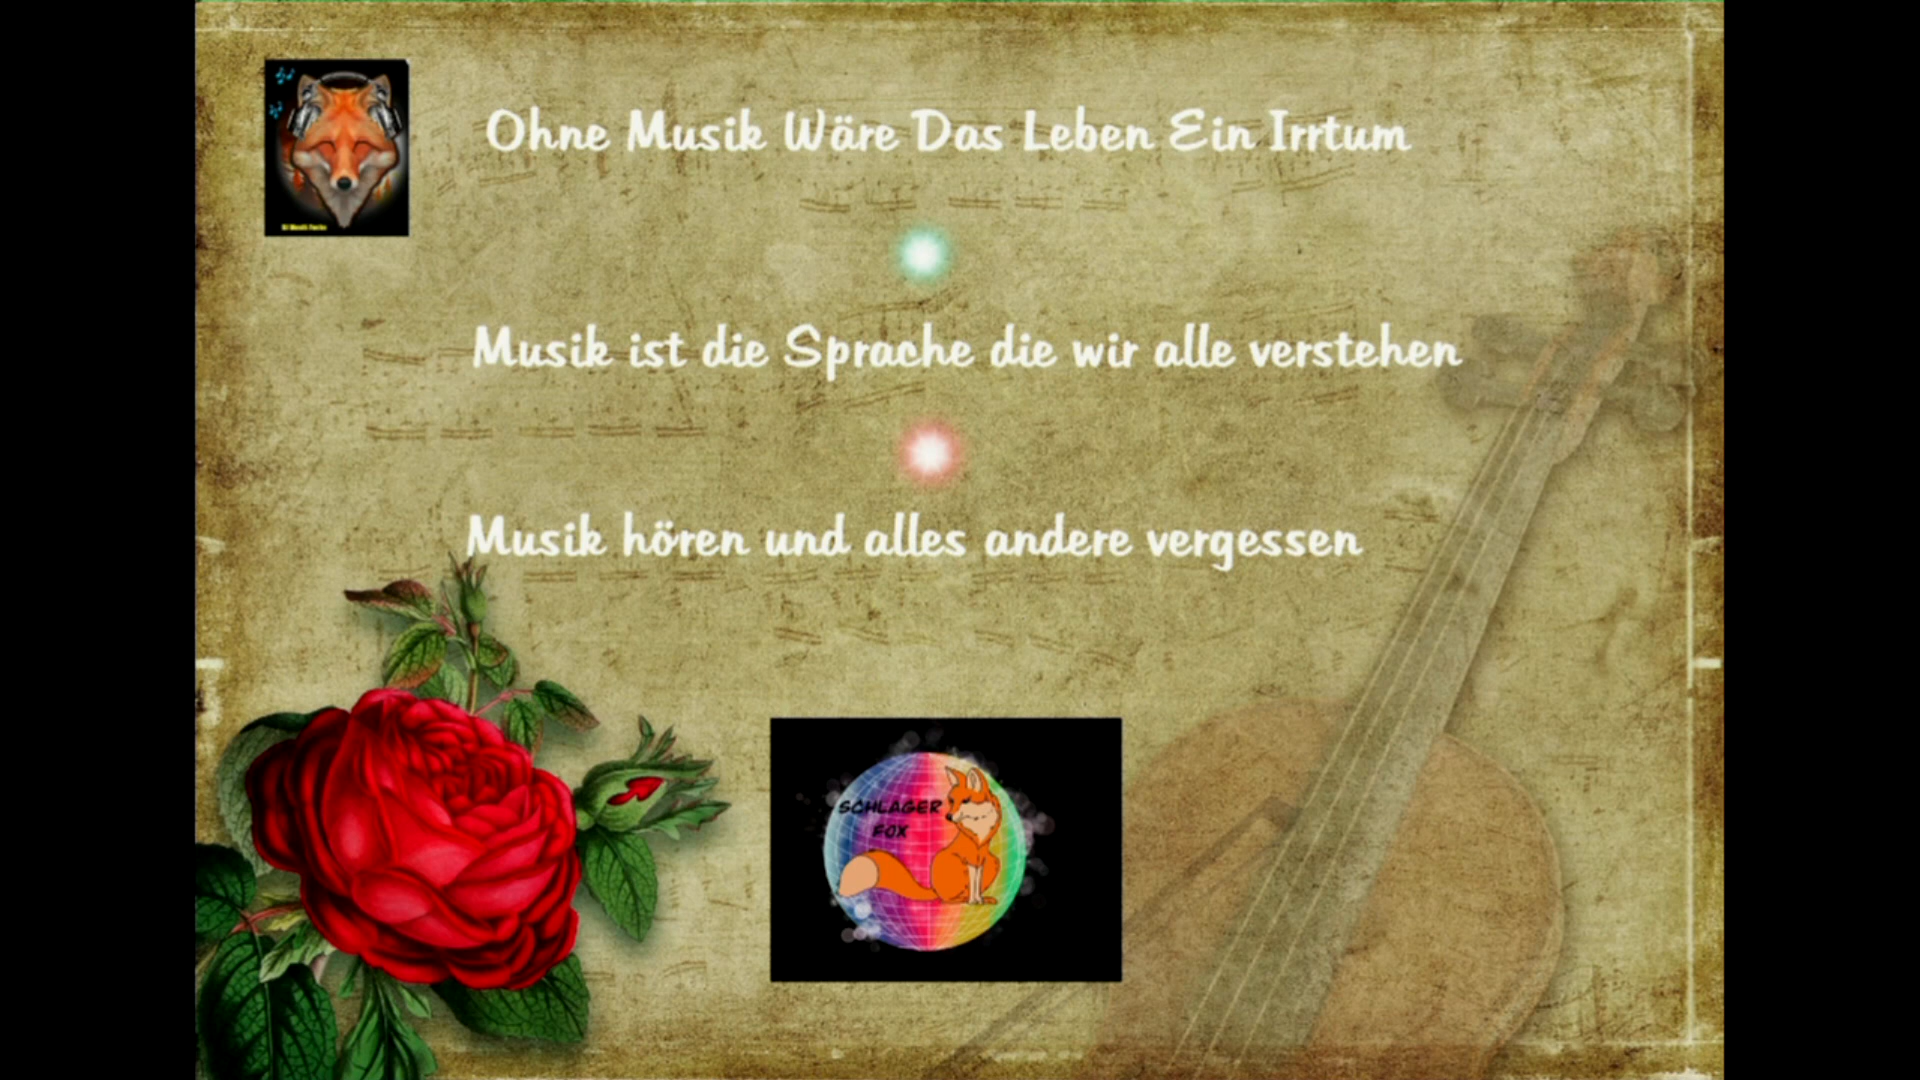 Ohne Musik Wäre Das Leben Ein Irrtum
Musik ist die Sprache die wir alle verstehen
Musik hören und alles andere vergessen
SCHLAGER
FOX